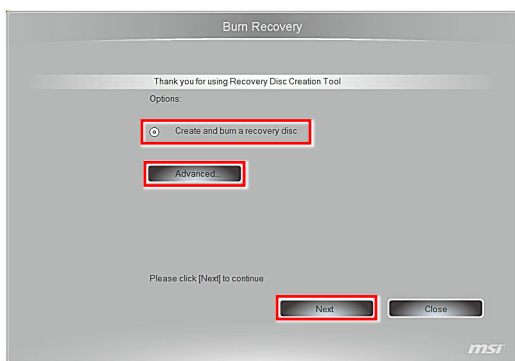 Burn Recovery
Thank you for using Recovery Disc Creation Tool
Options:
Create and burn a recovery disc
Advanced...
Please click [Next] to continue
Next Close
msi